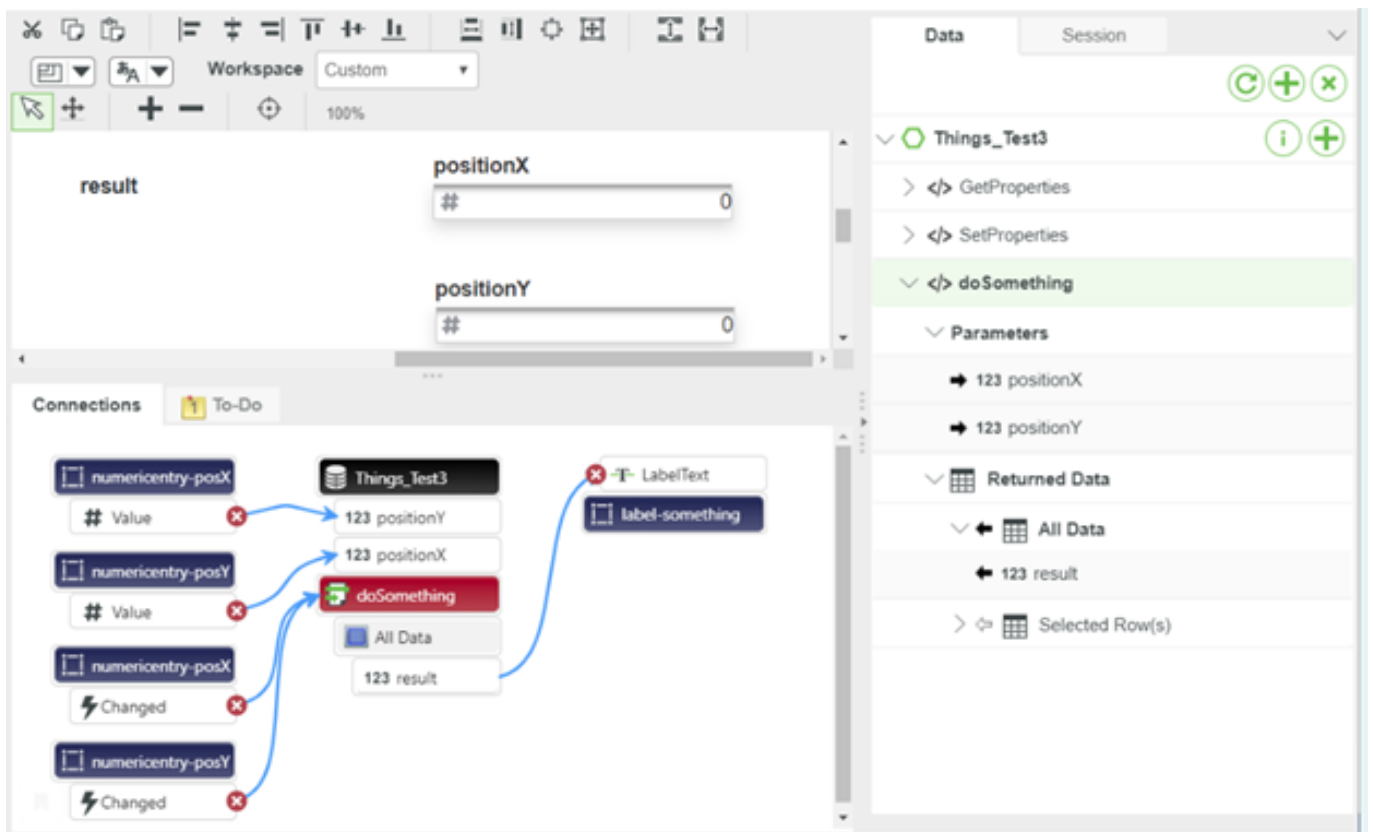 Data
Session
Workspace
Custom
100%
result
positionX
# 0
positionY
# 0
Connections
To-Do
numericentry-posX
# Value
numericentry-posY
# Value
numericentry-posX
Changed
numericentry-posY
Changed
Things_Test3
123 positionY
123 positionX
doSomething
All Data
123 result
T LabelText
label-something
Things_Test3
</> GetProperties
</> SetProperties
</> doSomething
Parameters
123 positionX
123 positionY
Returned Data
All Data
123 result
Selected Row(s)